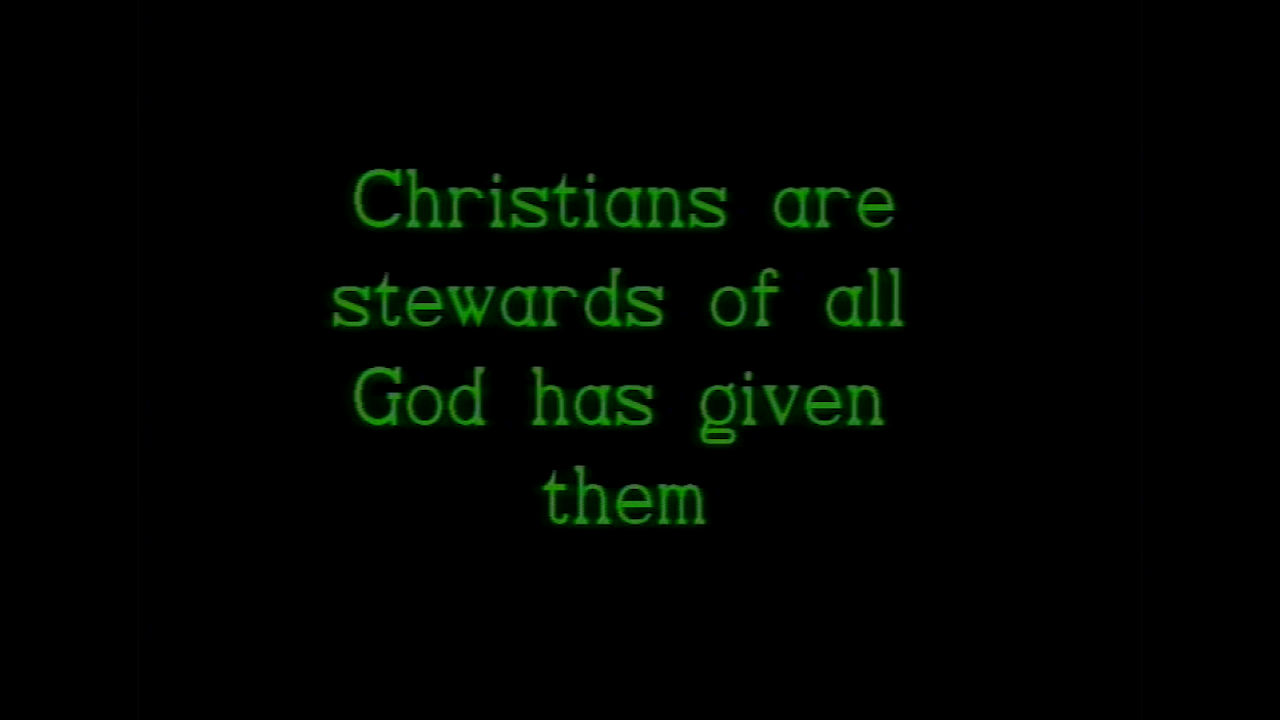 Christians are
stewards of all
God has given
them